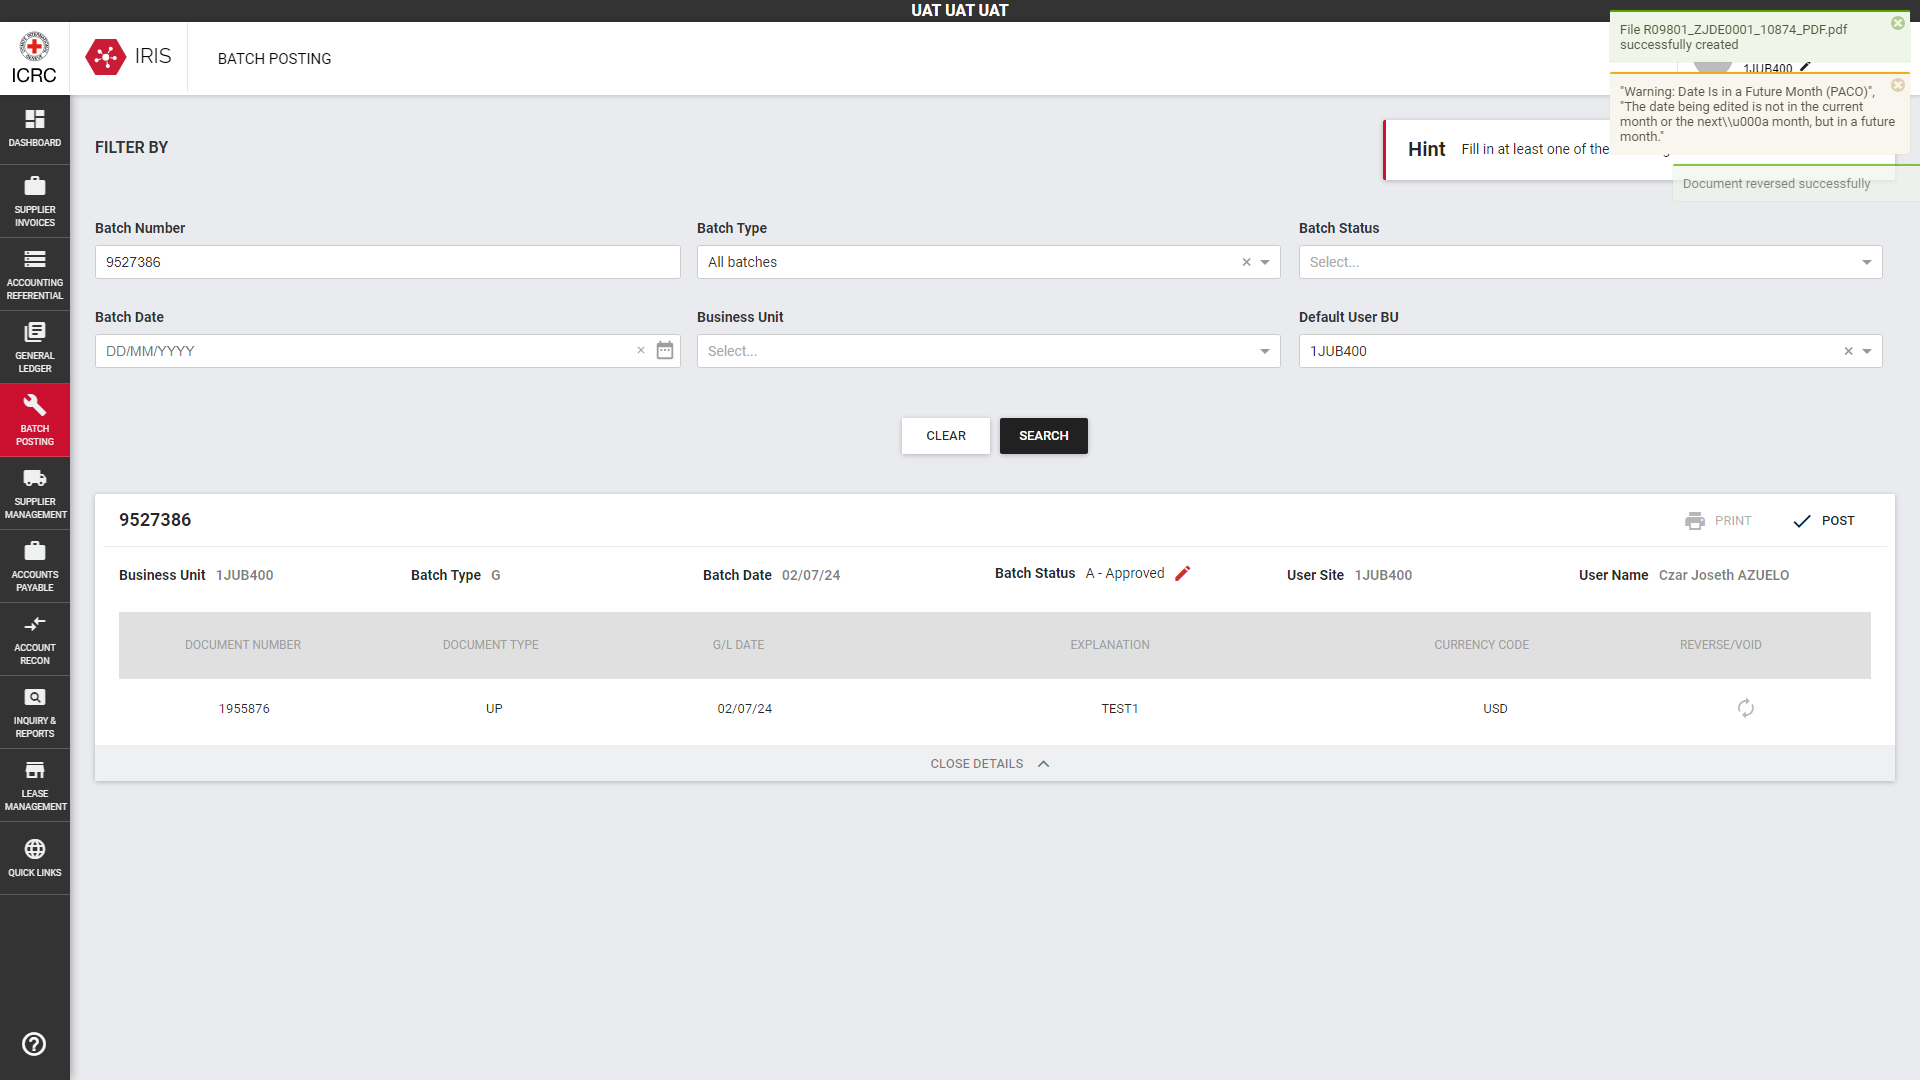 UAT UAT UAT
ICRC
IRIS
BATCH POSTING
File R09801_ZJDE0001_10874_PDF.pdf
successfully created
1JUB400
"Warning: Date Is in a Future Month (PACO)",
"The date being edited is not in the current
month or the next\\u000a month, but in a future
month."
Document reversed successfully
DASHBOARD
SUPPLIER
INVOICES
ACCOUNTING
REFERENTIAL
GENERAL
LEDGER
BATCH
POSTING
SUPPLIER
MANAGEMENT
ACCOUNTS
PAYABLE
ACCOUNT
RECON
INQUIRY &
REPORTS
LEASE
MANAGEMENT
QUICK LINKS
FILTER BY
Hint Fill in at least one of the
Batch Number
9527386
Batch Type
All batches
Batch Status
Select...
Batch Date
DD/MM/YYYY
Business Unit
Select...
Default User BU
1JUB400
CLEAR
SEARCH
9527386
PRINT
POST
Business Unit 1JUB400
Batch Type G
Batch Date 02/07/24
Batch Status A - Approved
User Site 1JUB400
User Name Czar Joseth AZUELO
DOCUMENT NUMBER DOCUMENT TYPE G/L DATE EXPLANATION CURRENCY CODE REVERSE/VOID
1955876 UP 02/07/24 TEST1 USD
CLOSE DETAILS